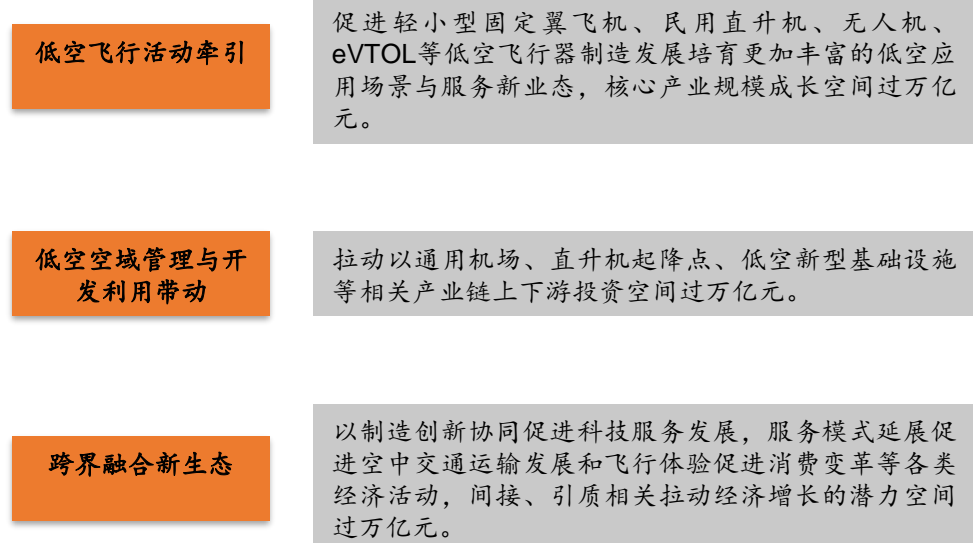 低空飞行活动牵引
促进轻小型固定翼飞机、民用直升机、无人机、
eVTOL等低空飞行器制造发展培育更加丰富的低空应
用场景与服务新业态，核心产业规模成长空间过万亿
元。
低空空域管理与开
发利用带动
拉动以通用机场、直升机起降点、低空新型基础设施
等相关产业链上下游投资空间过万亿元。
跨界融合新生态
以制造创新协同促进科技服务发展，服务模式延展促
进空中交通运输发展和飞行体验促进消费变革等各类
经济活动，间接、引质相关拉动经济增长的潜力空间
过万亿元。